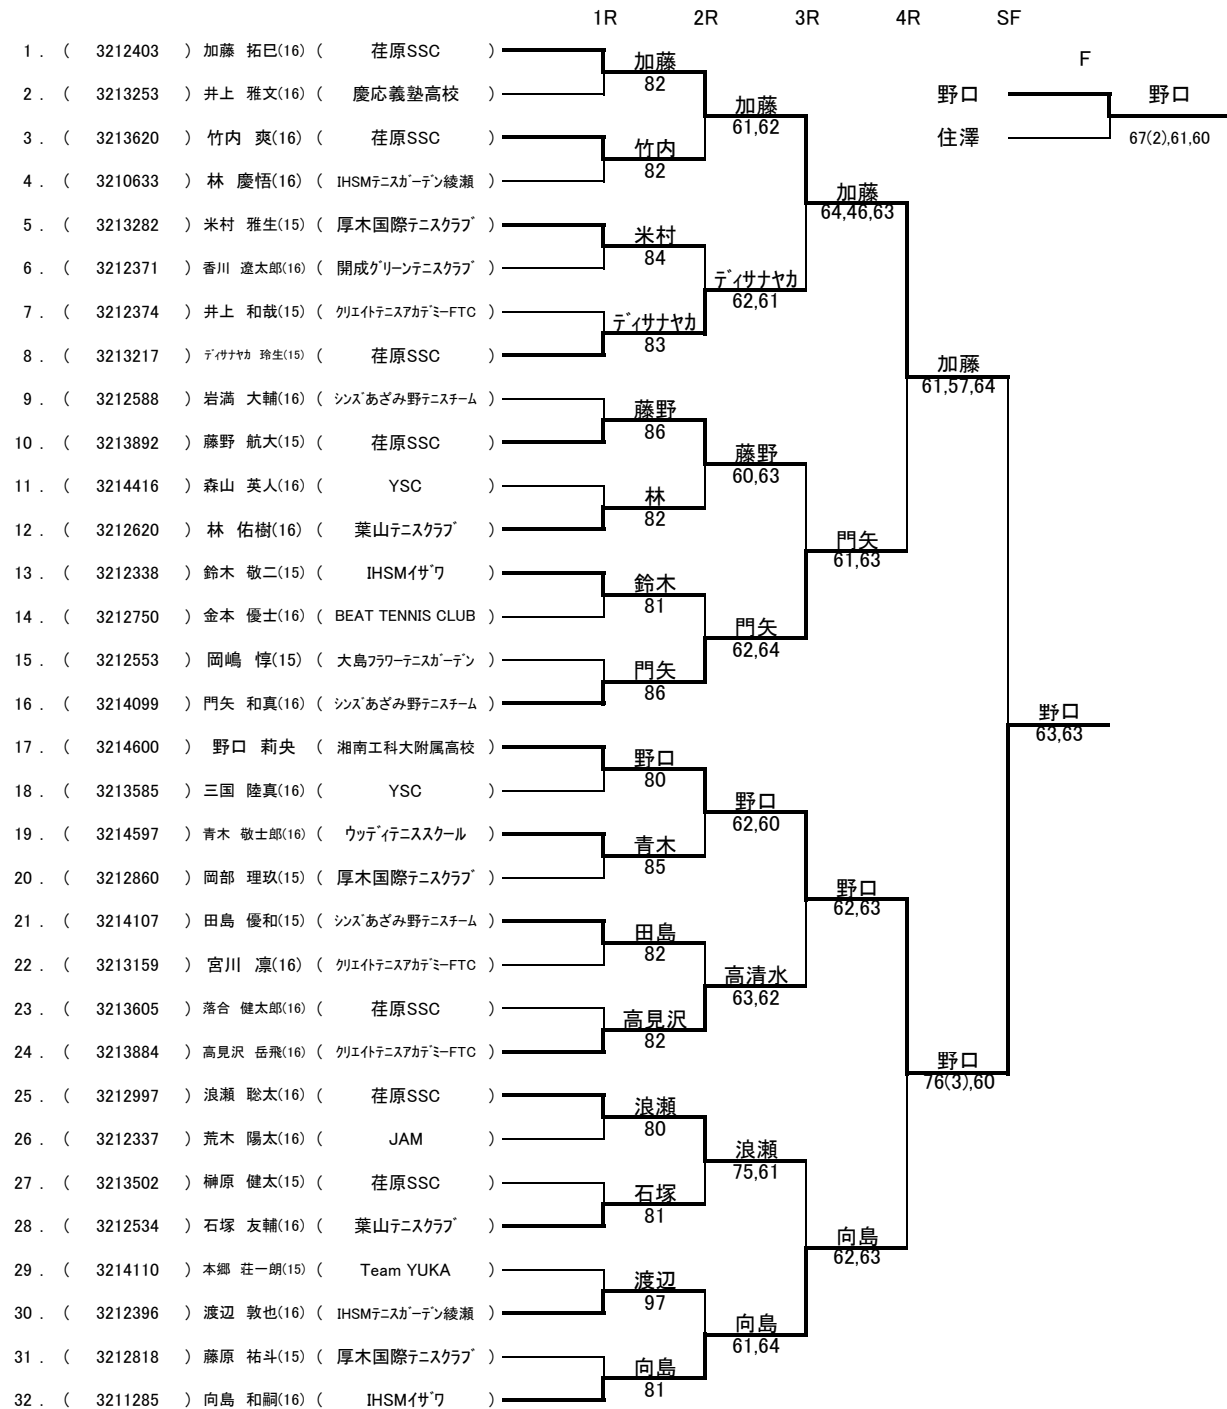 1R 2R 3R 4R SF
F
野口 野口
住澤 67(2),61,60
1 . ( 3212403 ) 加藤 拓巳(16) ( 荏原SSC )
2 . ( 3213253 ) 井上 雅文(16) ( 慶応義塾高校 )
3 . ( 3213620 ) 竹内 爽(16) ( 荏原SSC )
4 . ( 3210633 ) 林 慶悟(16) ( IHSMﾃﾆｽｶﾞｰﾃﾞﾝ綾瀬 )
5 . ( 3213282 ) 米村 雅生(15) ( 厚木国際テニスクラブ )
6 . ( 3212371 ) 香川 遼太郎(16) ( 開成グリーンテニスクラブ )
7 . ( 3212374 ) 井上 和哉(15) ( ｸﾘｴｲﾄﾃﾆｽｱｶﾃﾞﾐｰFTC )
8 . ( 3213217 ) ﾃﾞｨｻﾅﾔｶ 玲生(15) ( 荏原SSC )
9 . ( 3212588 ) 岩満 大輔(16) ( ｼﾝｽﾞあざみ野ﾃﾆｽﾁｰﾑ )
10 . ( 3213892 ) 藤野 航大(15) ( 荏原SSC )
11 . ( 3214416 ) 森山 英人(16) ( YSC )
12 . ( 3212620 ) 林 佑樹(16) ( 葉山テニスクラブ )
13 . ( 3212338 ) 鈴木 敬二(15) ( IHSMイザワ )
14 . ( 3212750 ) 金本 優士(16) ( BEAT TENNIS CLUB )
15 . ( 3212553 ) 岡嶋 惇(15) ( 大島ﾌﾗﾜｰﾃﾆｽｶﾞｰﾃﾞﾝ )
16 . ( 3214099 ) 門矢 和真(16) ( ｼﾝｽﾞあざみ野ﾃﾆｽﾁｰﾑ )
17 . ( 3214600 ) 野口 莉央 ( 湘南工科大附属高校 )
18 . ( 3213585 ) 三国 陸真(16) ( YSC )
19 . ( 3214597 ) 青木 敬士郎(16) ( ウッディテニススクール )
20 . ( 3212860 ) 岡部 理玖(15) ( 厚木国際テニスクラブ )
21 . ( 3214107 ) 田島 優和(15) ( ｼﾝｽﾞあざみ野ﾃﾆｽﾁｰﾑ )
22 . ( 3213159 ) 宮川 凛(16) ( ｸﾘｴｲﾄﾃﾆｽｱｶﾃﾞﾐｰFTC )
23 . ( 3213605 ) 落合 健太郎(16) ( 荏原SSC )
24 . ( 3213884 ) 高見沢 岳飛(16) ( ｸﾘｴｲﾄﾃﾆｽｱｶﾃﾞﾐｰFTC )
25 . ( 3212997 ) 浪瀬 聡太(16) ( 荏原SSC )
26 . ( 3212337 ) 荒木 陽太(16) ( JAM )
27 . ( 3213502 ) 榊原 健太(15) ( 荏原SSC )
28 . ( 3212534 ) 石塚 友輔(16) ( 葉山テニスクラブ )
29 . ( 3214110 ) 本郷 荘一朗(15) ( Team YUKA )
30 . ( 3212396 ) 渡辺 敦也(16) ( IHSMﾃﾆｽｶﾞｰﾃﾞﾝ綾瀬 )
31 . ( 3212818 ) 藤原 祐斗(15) ( 厚木国際テニスクラブ )
32 . ( 3211285 ) 向島 和嗣(16) ( IHSMイザワ )
加藤
82
竹内
82
米村
84
ディサナヤカ
83
藤野
86
林
82
鈴木
81
門矢
86
野口
80
青木
85
田島
82
高見沢
82
浪瀬
80
石塚
81
渡辺
97
向島
81
加藤
61,62
ディサナヤカ
62,61
藤野
60,63
門矢
62,64
野口
62,60
高清水
63,62
浪瀬
75,61
向島
61,64
加藤
64,46,63
門矢
61,63
野口
62,63
向島
62,63
加藤
61,57,64
野口
76(3),60
野口
63,63